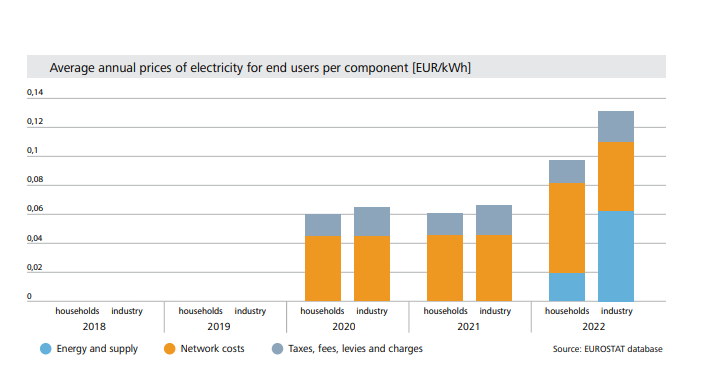 Average annual prices of electricity for end users per component [EUR/kWh]
0,14
0,12
0,1
0,08
0,06
0,04
0,02
0
households industry households industry households industry households industry households industry
2018 2019 2020 2021 2022
Energy and supply Network costs Taxes, fees, levies and charges Source: EUROSTAT database